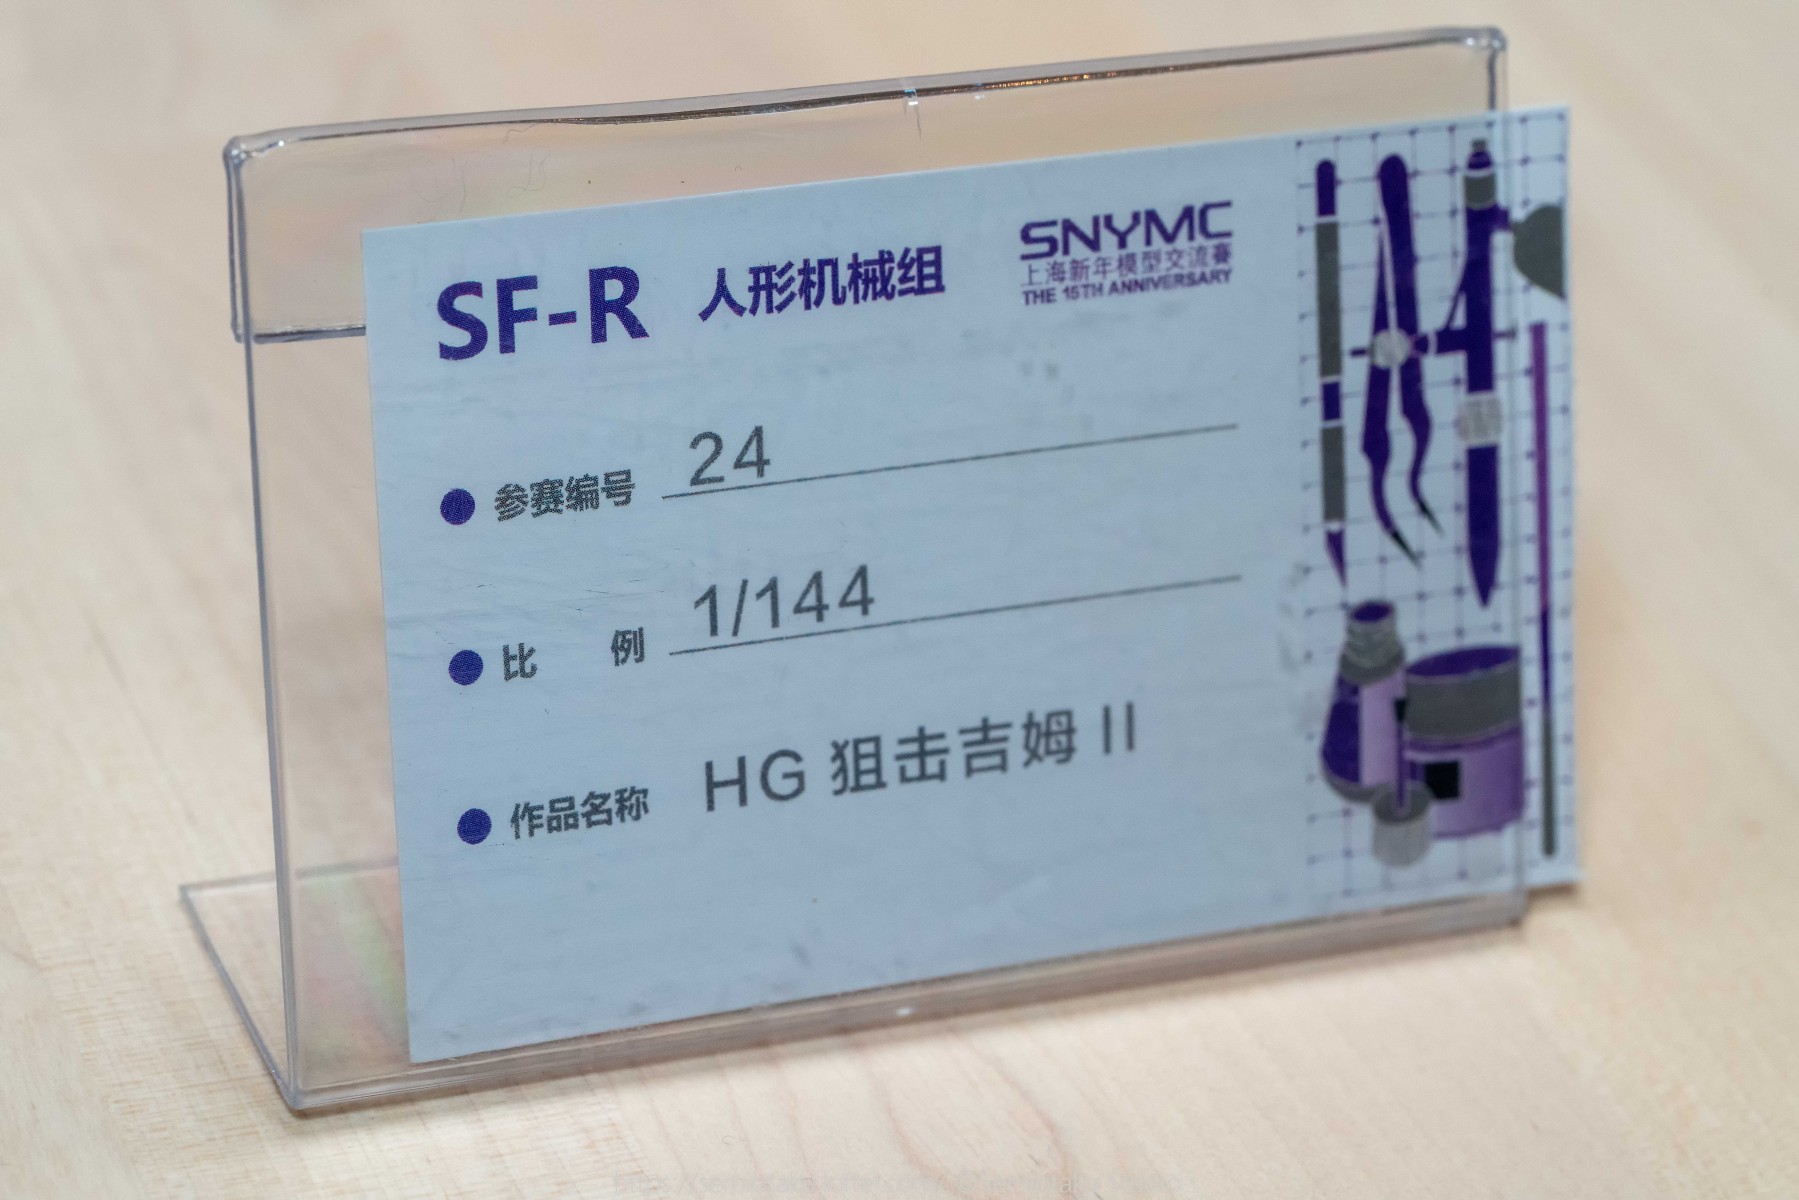 SF-R 人形机械组
SNYMC
上海新年模型交流赛
THE 15TH ANNIVERSARY
参赛编号 24
比 例 1/144
作品名称 HG 狙击吉姆 II